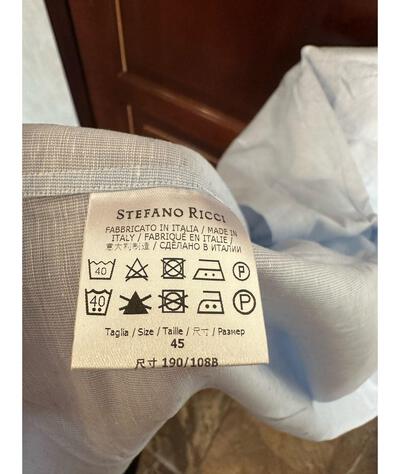 STEFANO RICCI
FABBRICATO IN ITALIA / MADE IN
ITALY / FABRIQUÉ EN ITALIE /
意大利制造 / СДЕЛАНО В ИТАЛИИ
40 P
40 P
Taglia / Size / Taille / 尺寸 / Размер
45
尺寸 190/108B